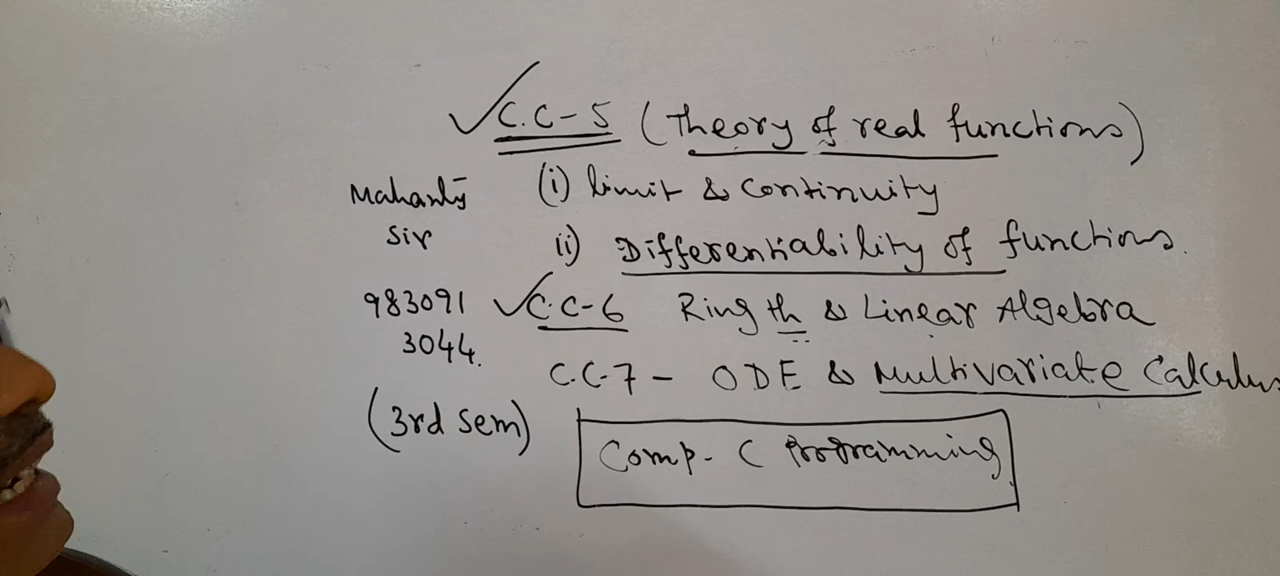 C.C-5 (Theory of real functions)
Mahanty Sir
(i) limit & Continuity
ii) Differentiability of functions.
983091
3044.
C.C-6 Ring th & Linear Algebra
C.C-7 - ODE & Multivariate Calculus
(3rd sem)
Comp. C Programming